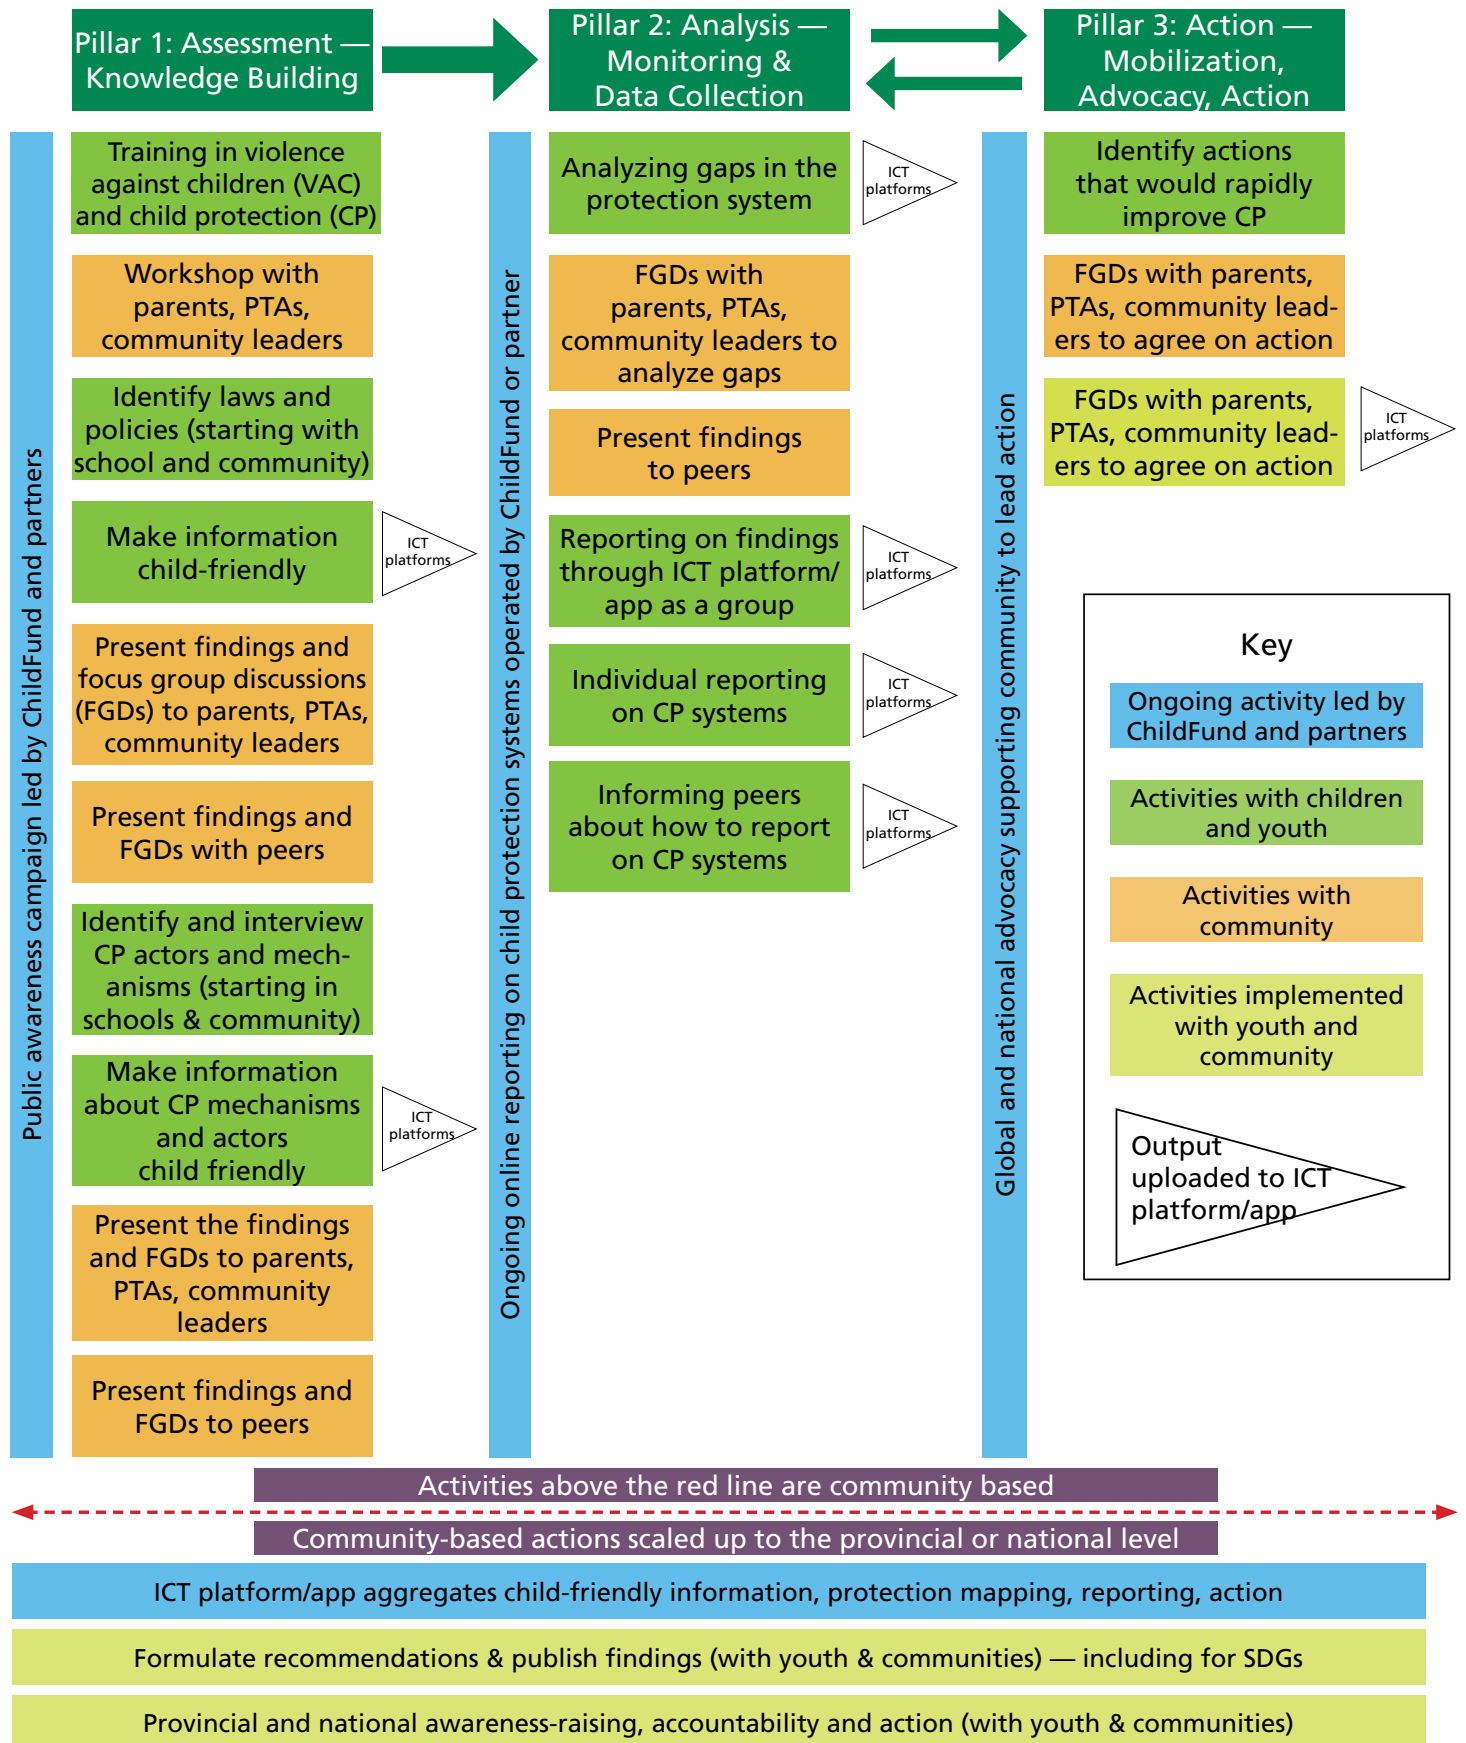 Pillar 1: Assessment —
Knowledge Building
Pillar 2: Analysis —
Monitoring &
Data Collection
Pillar 3: Action —
Mobilization,
Advocacy, Action
Public awareness campaign led by ChildFund and partners
Training in violence
against children (VAC)
and child protection (CP)
Workshop with
parents, PTAs,
community leaders
Identify laws and
policies (starting with
school and community)
Make information
child-friendly
ICT
platforms
Present findings and
focus group discussions
(FGDs) to parents, PTAs,
community leaders
Present findings and
FGDs with peers
Identify and interview
CP actors and mech-
anisms (starting in
schools & community)
Make information
about CP mechanisms
and actors
child friendly
ICT
platforms
Present the findings
and FGDs to parents,
PTAs, community
leaders
Present findings and
FGDs to peers
Ongoing online reporting on child protection systems operated by ChildFund or partner
Analyzing gaps in the
protection system
ICT
platforms
FGDs with
parents, PTAs,
community leaders to
analyze gaps
Present findings
to peers
Reporting on findings
through ICT platform/
app as a group
ICT
platforms
Individual reporting
on CP systems
ICT
platforms
Informing peers
about how to report
on CP systems
ICT
platforms
Global and national advocacy supporting community to lead action
Identify actions
that would rapidly
improve CP
FGDs with parents,
PTAs, community lead-
ers to agree on action
FGDs with parents,
PTAs, community lead-
ers to agree on action
ICT
platforms
Key
Ongoing activity led by
ChildFund and partners
Activities with children
and youth
Activities with
community
Activities implemented
with youth and
community
Output
uploaded to ICT
platform/app
Activities above the red line are community based
Community-based actions scaled up to the provincial or national level
ICT platform/app aggregates child-friendly information, protection mapping, reporting, action
Formulate recommendations & publish findings (with youth & communities) — including for SDGs
Provincial and national awareness-raising, accountability and action (with youth & communities)